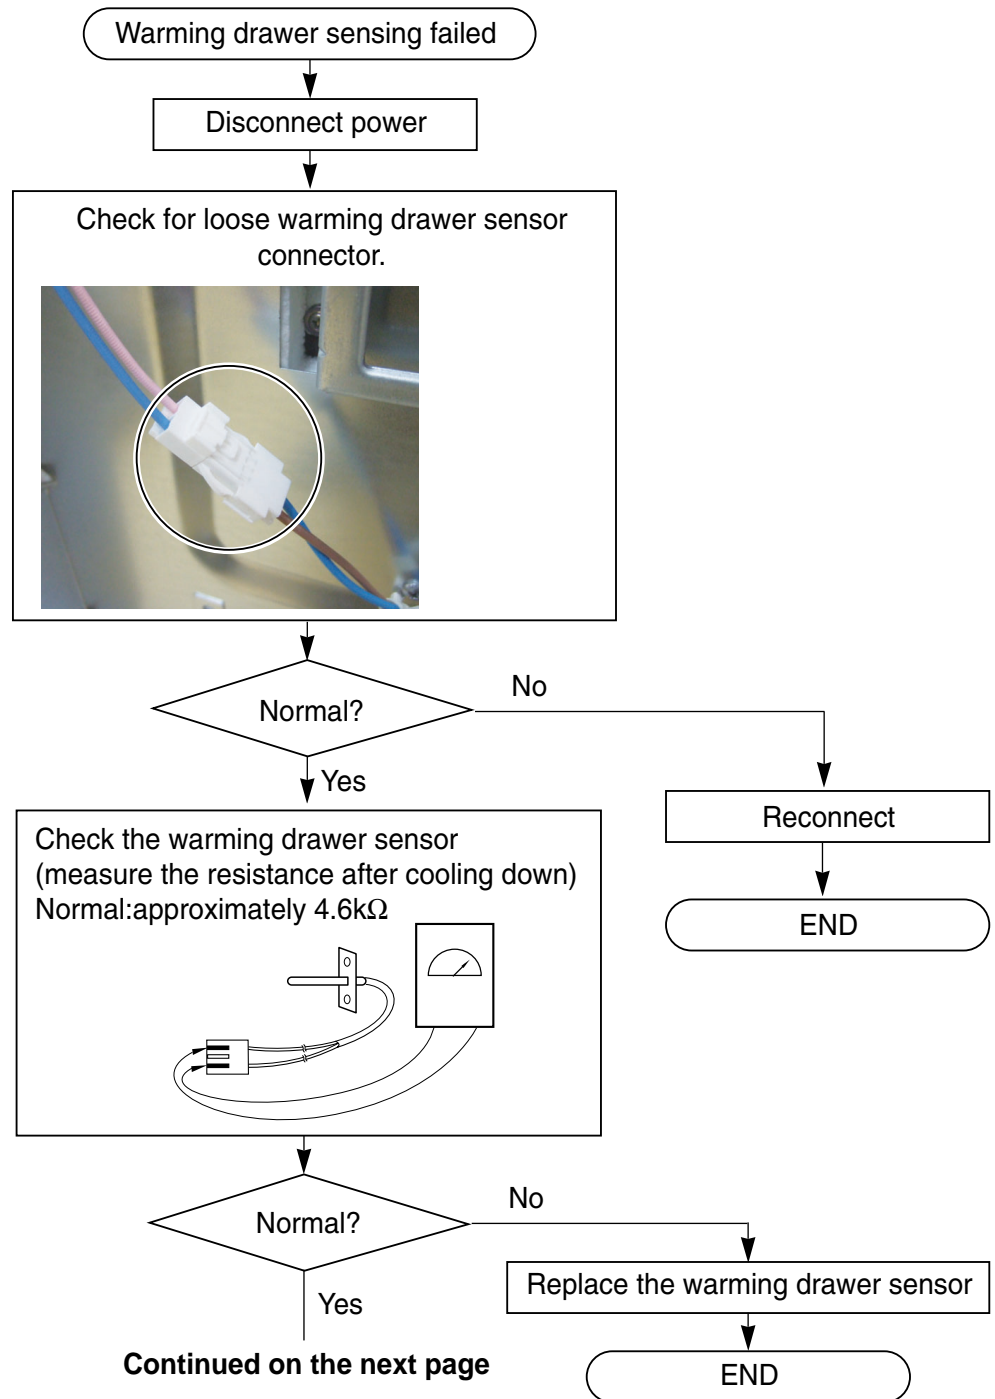 Warming drawer sensing failed
Disconnect power
Check for loose warming drawer sensor
connector.
Normal?
No
Yes
Reconnect
END
Check the warming drawer sensor
(measure the resistance after cooling down)
Normal:approximately 4.6kΩ
Normal?
No
Yes
Replace the warming drawer sensor
END
Continued on the next page